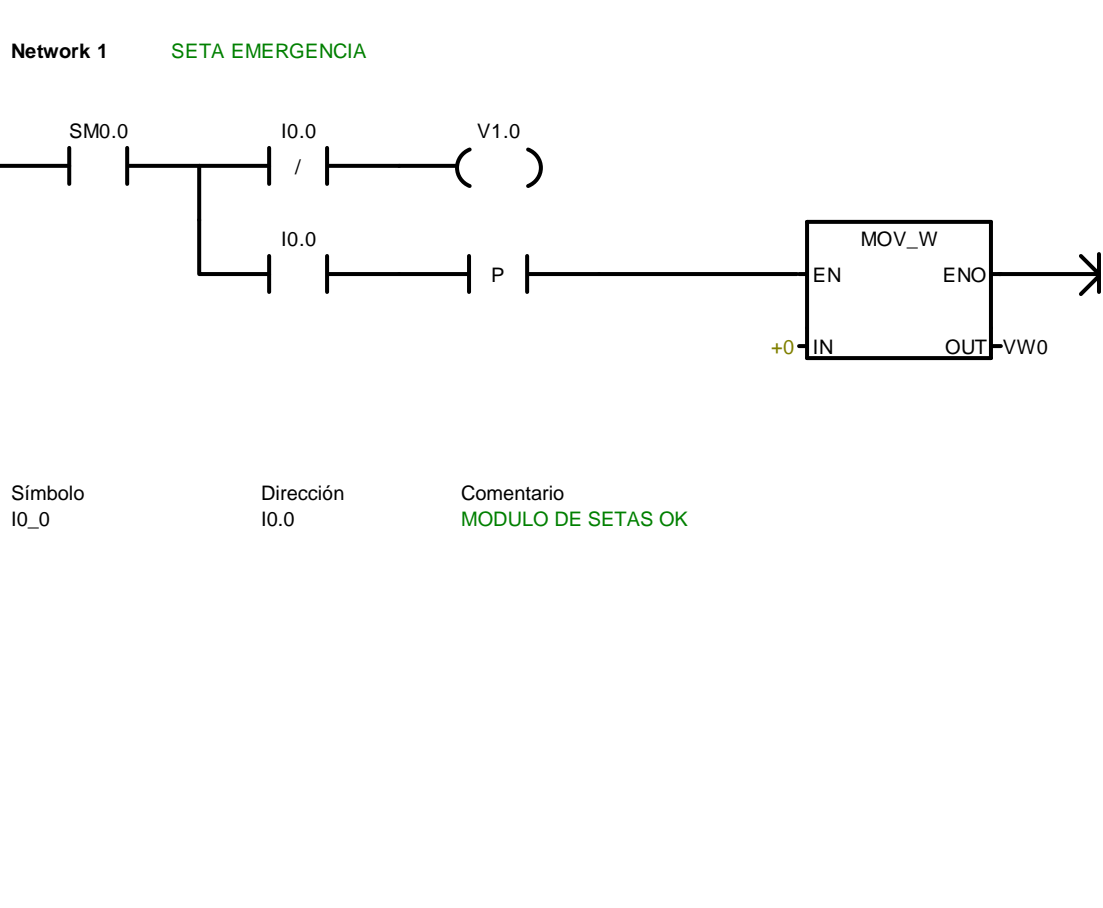 Network 1 SETA EMERGENCIA
SM0.0 I0.0 V1.0
/
I0.0 MOV_W
P EN ENO
+0 IN OUT VW0
Símbolo Dirección Comentario
I0_0 I0.0 MODULO DE SETAS OK